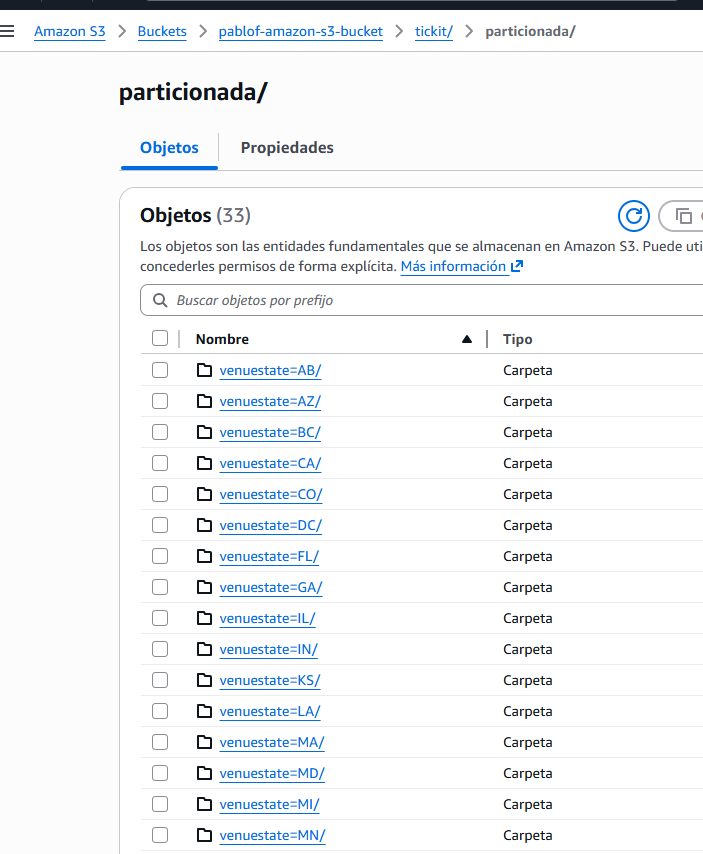 Amazon S3 > Buckets > pablof-amazon-s3-bucket > tickit/ > particionada/
particionada/
Objetos Propiedades
Objetos (33)
Los objetos son las entidades fundamentales que se almacenan en Amazon S3. Puede uti
concederles permisos de forma explícita. Más información
Buscar objetos por prefijo
Nombre Tipo
venuestate=AB/ Carpeta
venuestate=AZ/ Carpeta
venuestate=BC/ Carpeta
venuestate=CA/ Carpeta
venuestate=CO/ Carpeta
venuestate=DC/ Carpeta
venuestate=FL/ Carpeta
venuestate=GA/ Carpeta
venuestate=IL/ Carpeta
venuestate=IN/ Carpeta
venuestate=KS/ Carpeta
venuestate=LA/ Carpeta
venuestate=MA/ Carpeta
venuestate=MD/ Carpeta
venuestate=MI/ Carpeta
venuestate=MN/ Carpeta